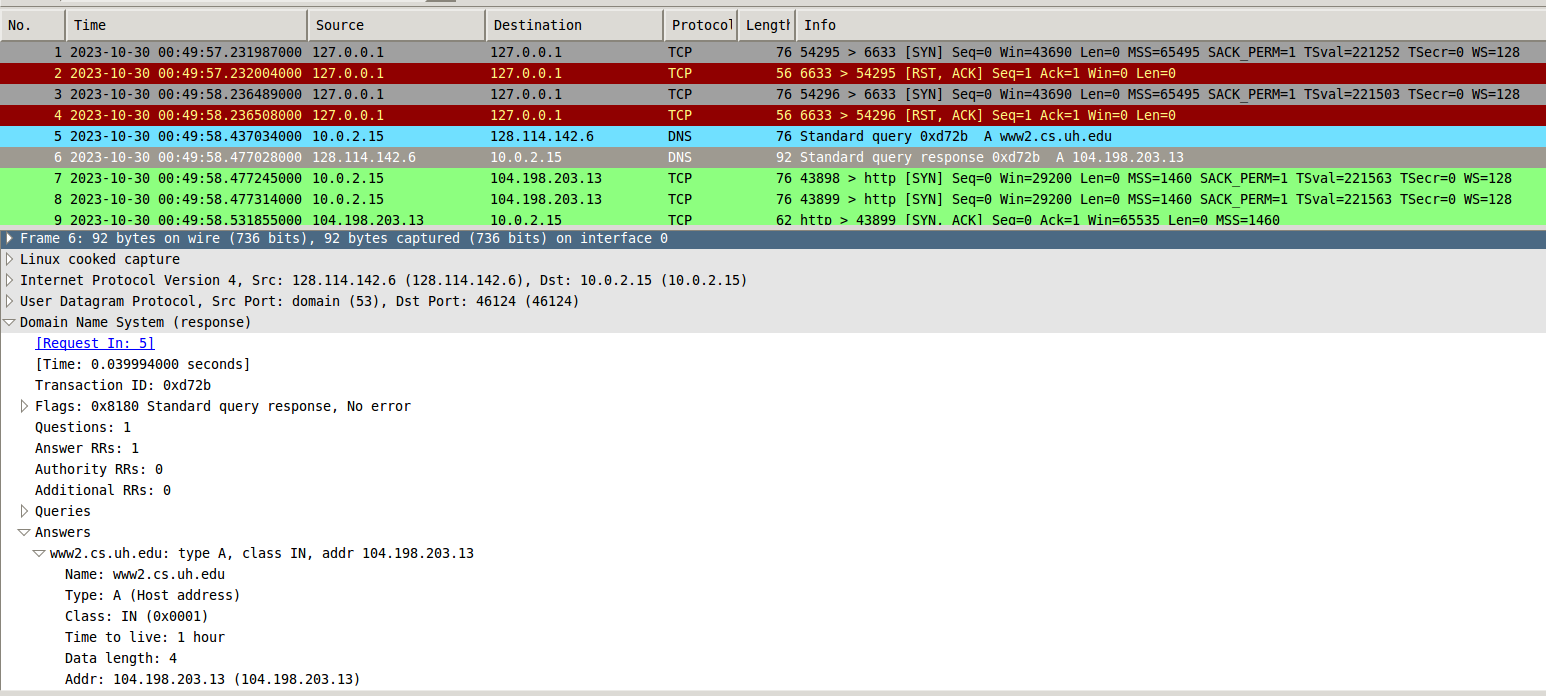 No. Time Source Destination Protocol Length Info
1 2023-10-30 00:49:57.231987000 127.0.0.1 127.0.0.1 TCP 76 54295 > 6633 [SYN] Seq=0 Win=43690 Len=0 MSS=65495 SACK_PERM=1 TSval=221252 TSecr=0 WS=128
2 2023-10-30 00:49:57.232004000 127.0.0.1 127.0.0.1 TCP 56 6633 > 54295 [RST, ACK] Seq=1 Ack=1 Win=0 Len=0
3 2023-10-30 00:49:58.236489000 127.0.0.1 127.0.0.1 TCP 76 54296 > 6633 [SYN] Seq=0 Win=43690 Len=0 MSS=65495 SACK_PERM=1 TSval=221503 TSecr=0 WS=128
4 2023-10-30 00:49:58.236508000 127.0.0.1 127.0.0.1 TCP 56 6633 > 54296 [RST, ACK] Seq=1 Ack=1 Win=0 Len=0
5 2023-10-30 00:49:58.437034000 10.0.2.15 128.114.142.6 DNS 76 Standard query 0xd72b A www2.cs.uh.edu
6 2023-10-30 00:49:58.477028000 128.114.142.6 10.0.2.15 DNS 92 Standard query response 0xd72b A 104.198.203.13
7 2023-10-30 00:49:58.477245000 10.0.2.15 104.198.203.13 TCP 76 43898 > http [SYN] Seq=0 Win=29200 Len=0 MSS=1460 SACK_PERM=1 TSval=221563 TSecr=0 WS=128
8 2023-10-30 00:49:58.477314000 10.0.2.15 104.198.203.13 TCP 76 43899 > http [SYN] Seq=0 Win=29200 Len=0 MSS=1460 SACK_PERM=1 TSval=221563 TSecr=0 WS=128
9 2023-10-30 00:49:58.531855000 104.198.203.13 10.0.2.15 TCP 62 http > 43899 [SYN, ACK] Seq=0 Ack=1 Win=65535 Len=0 MSS=1460
Frame 6: 92 bytes on wire (736 bits), 92 bytes captured (736 bits) on interface 0
Linux cooked capture
Internet Protocol Version 4, Src: 128.114.142.6 (128.114.142.6), Dst: 10.0.2.15 (10.0.2.15)
User Datagram Protocol, Src Port: domain (53), Dst Port: 46124 (46124)
Domain Name System (response)
[Request In: 5]
[Time: 0.039994000 seconds]
Transaction ID: 0xd72b
Flags: 0x8180 Standard query response, No error
Questions: 1
Answer RRs: 1
Authority RRs: 0
Additional RRs: 0
Queries
Answers
www2.cs.uh.edu: type A, class IN, addr 104.198.203.13
Name: www2.cs.uh.edu
Type: A (Host address)
Class: IN (0x0001)
Time to live: 1 hour
Data length: 4
Addr: 104.198.203.13 (104.198.203.13)